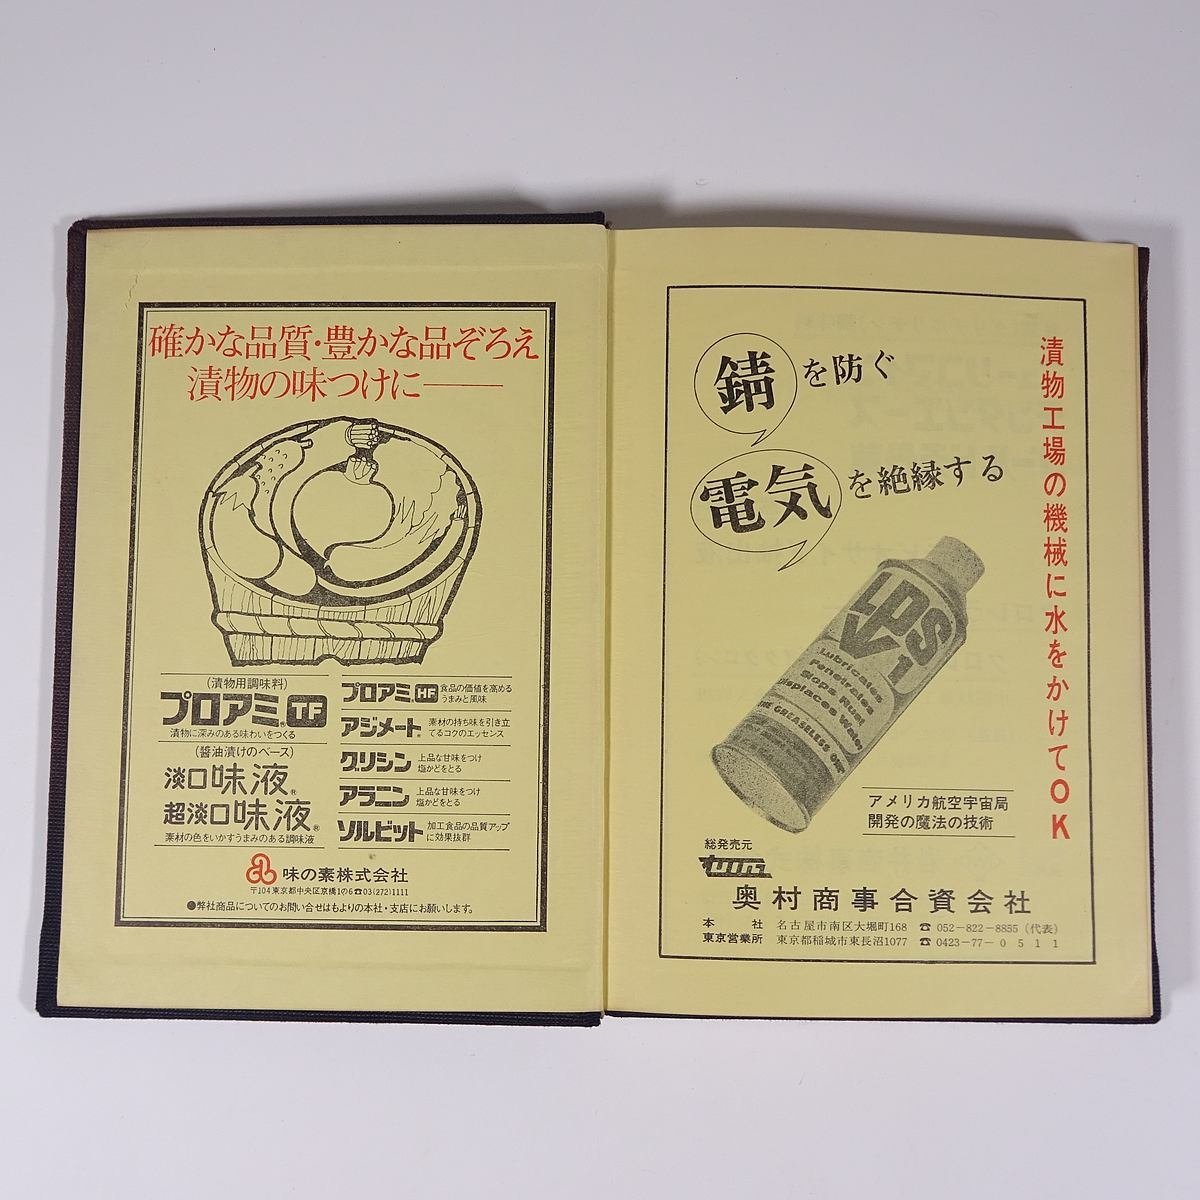 確かな品質・豊かな品ぞろえ
漬物の味つけに——
(漬物用調味料)
プロアミ® TF
漬物に深みのある味わいをつくる
(醤油漬けのベース)
淡口味液®
超淡口味液®
素材の色をいかすうまみのある調味液
プロアミ HF 食品の価値を高める
うまみと風味
アジメート 素材の持ち味を引き立
てるコクのエッセンス
グリシン 上品な甘味をつけ
塩かどをとる
アラニン 上品な甘味をつけ
塩かどをとる
ソルビット 加工食品の品質アップ
に効果抜群
味の素株式会社
〒104 東京都中央区京橋1の6☎03(272)1111
●弊社商品についてのお問い合せはもよりの本社・支店にお願いします。
漬物工場の機械に水をかけてOK
錆を防ぐ
電気を絶縁する
LPS
1
Lubricates
Penetrates
Stops Rust
Displaces Water
THE GREASELESS ONE
アメリカ航空宇宙局
開発の魔法の技術
総発売元
奥村商事合資会社
本社 名古屋市南区大堀町168 ☎ 052-822-8855 (代表)
東京営業所 東京都稲城市東長沼1077 ☎ 0423-77-0511